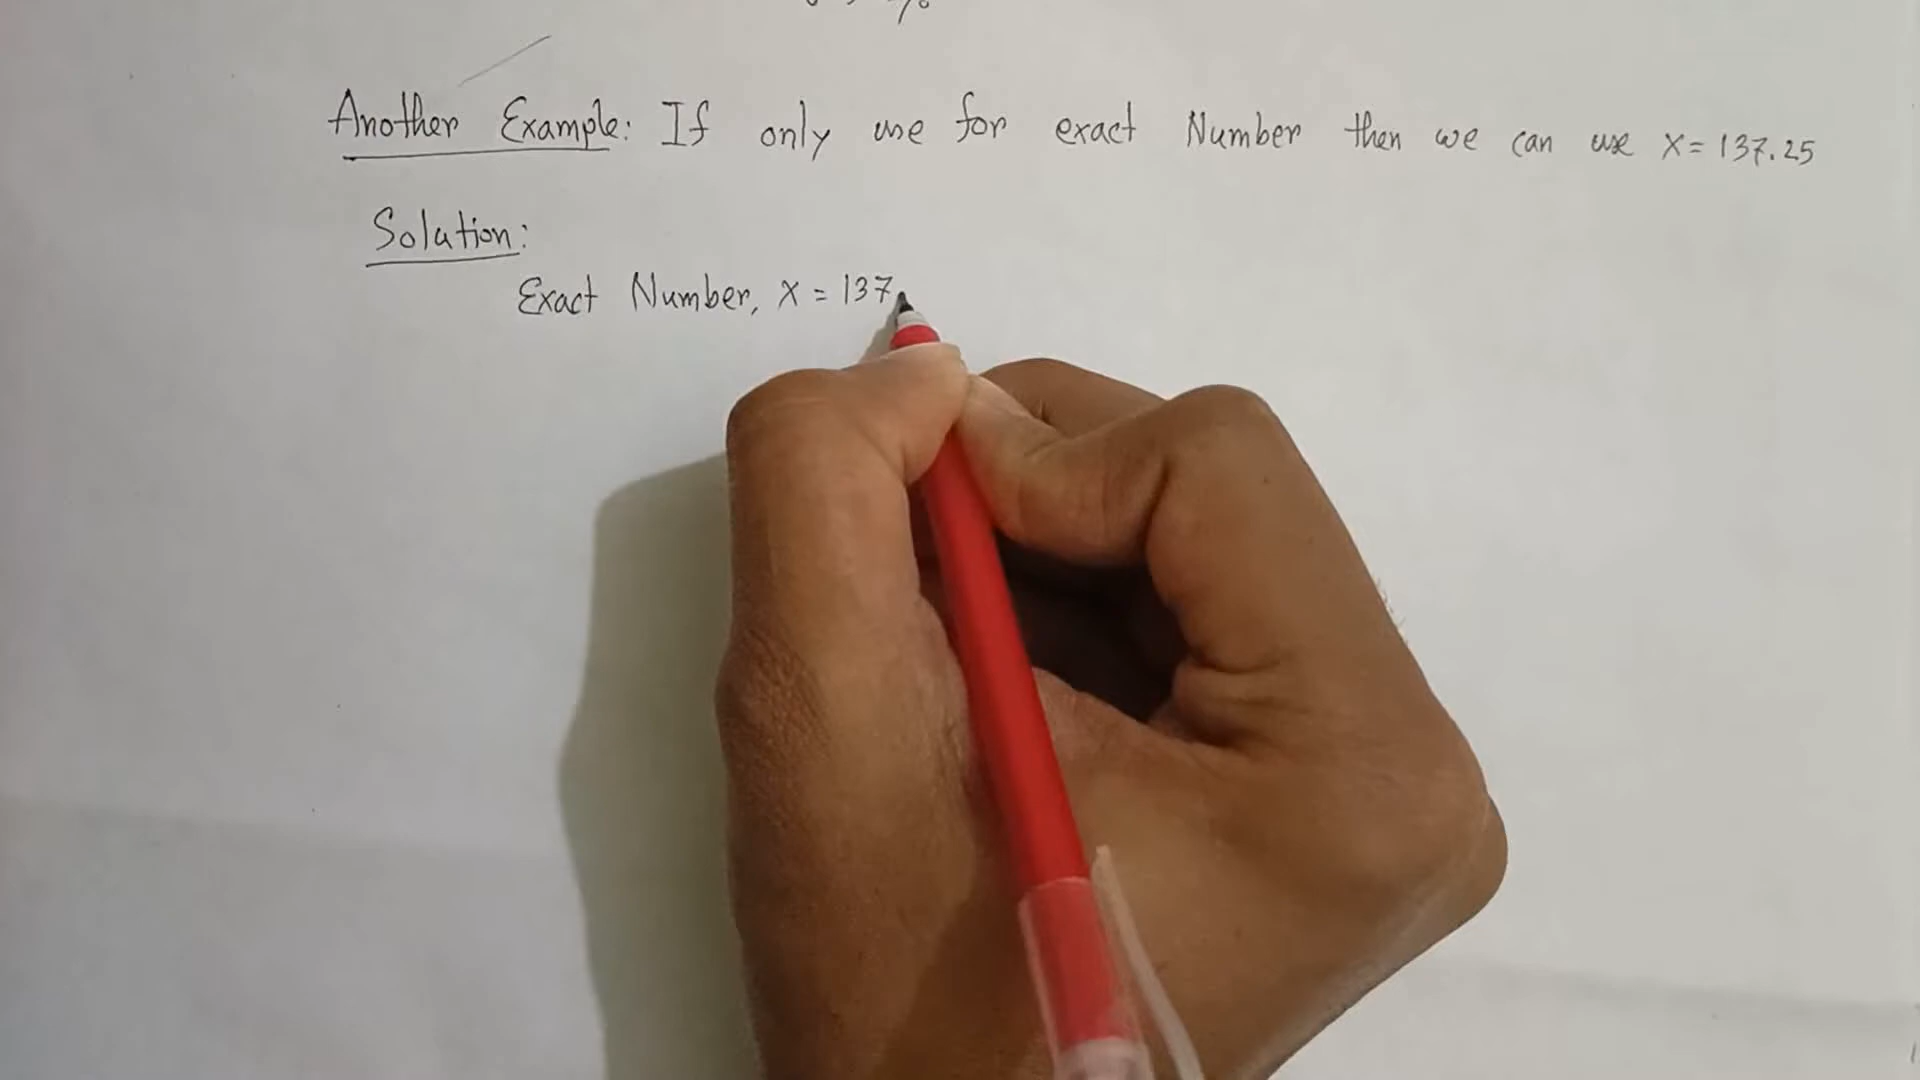 Another Example: If only use for exact Number then we can use x = 137.25
Solution:
Exact Number, x = 137.